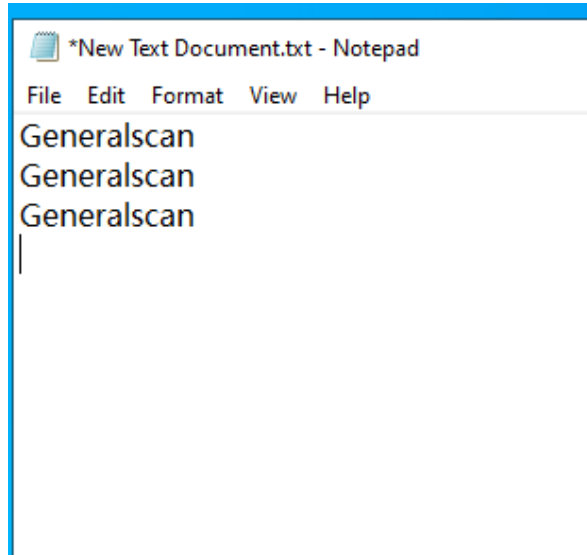 *New Text Document.txt - Notepad
File Edit Format View Help
Generalscan
Generalscan
Generalscan